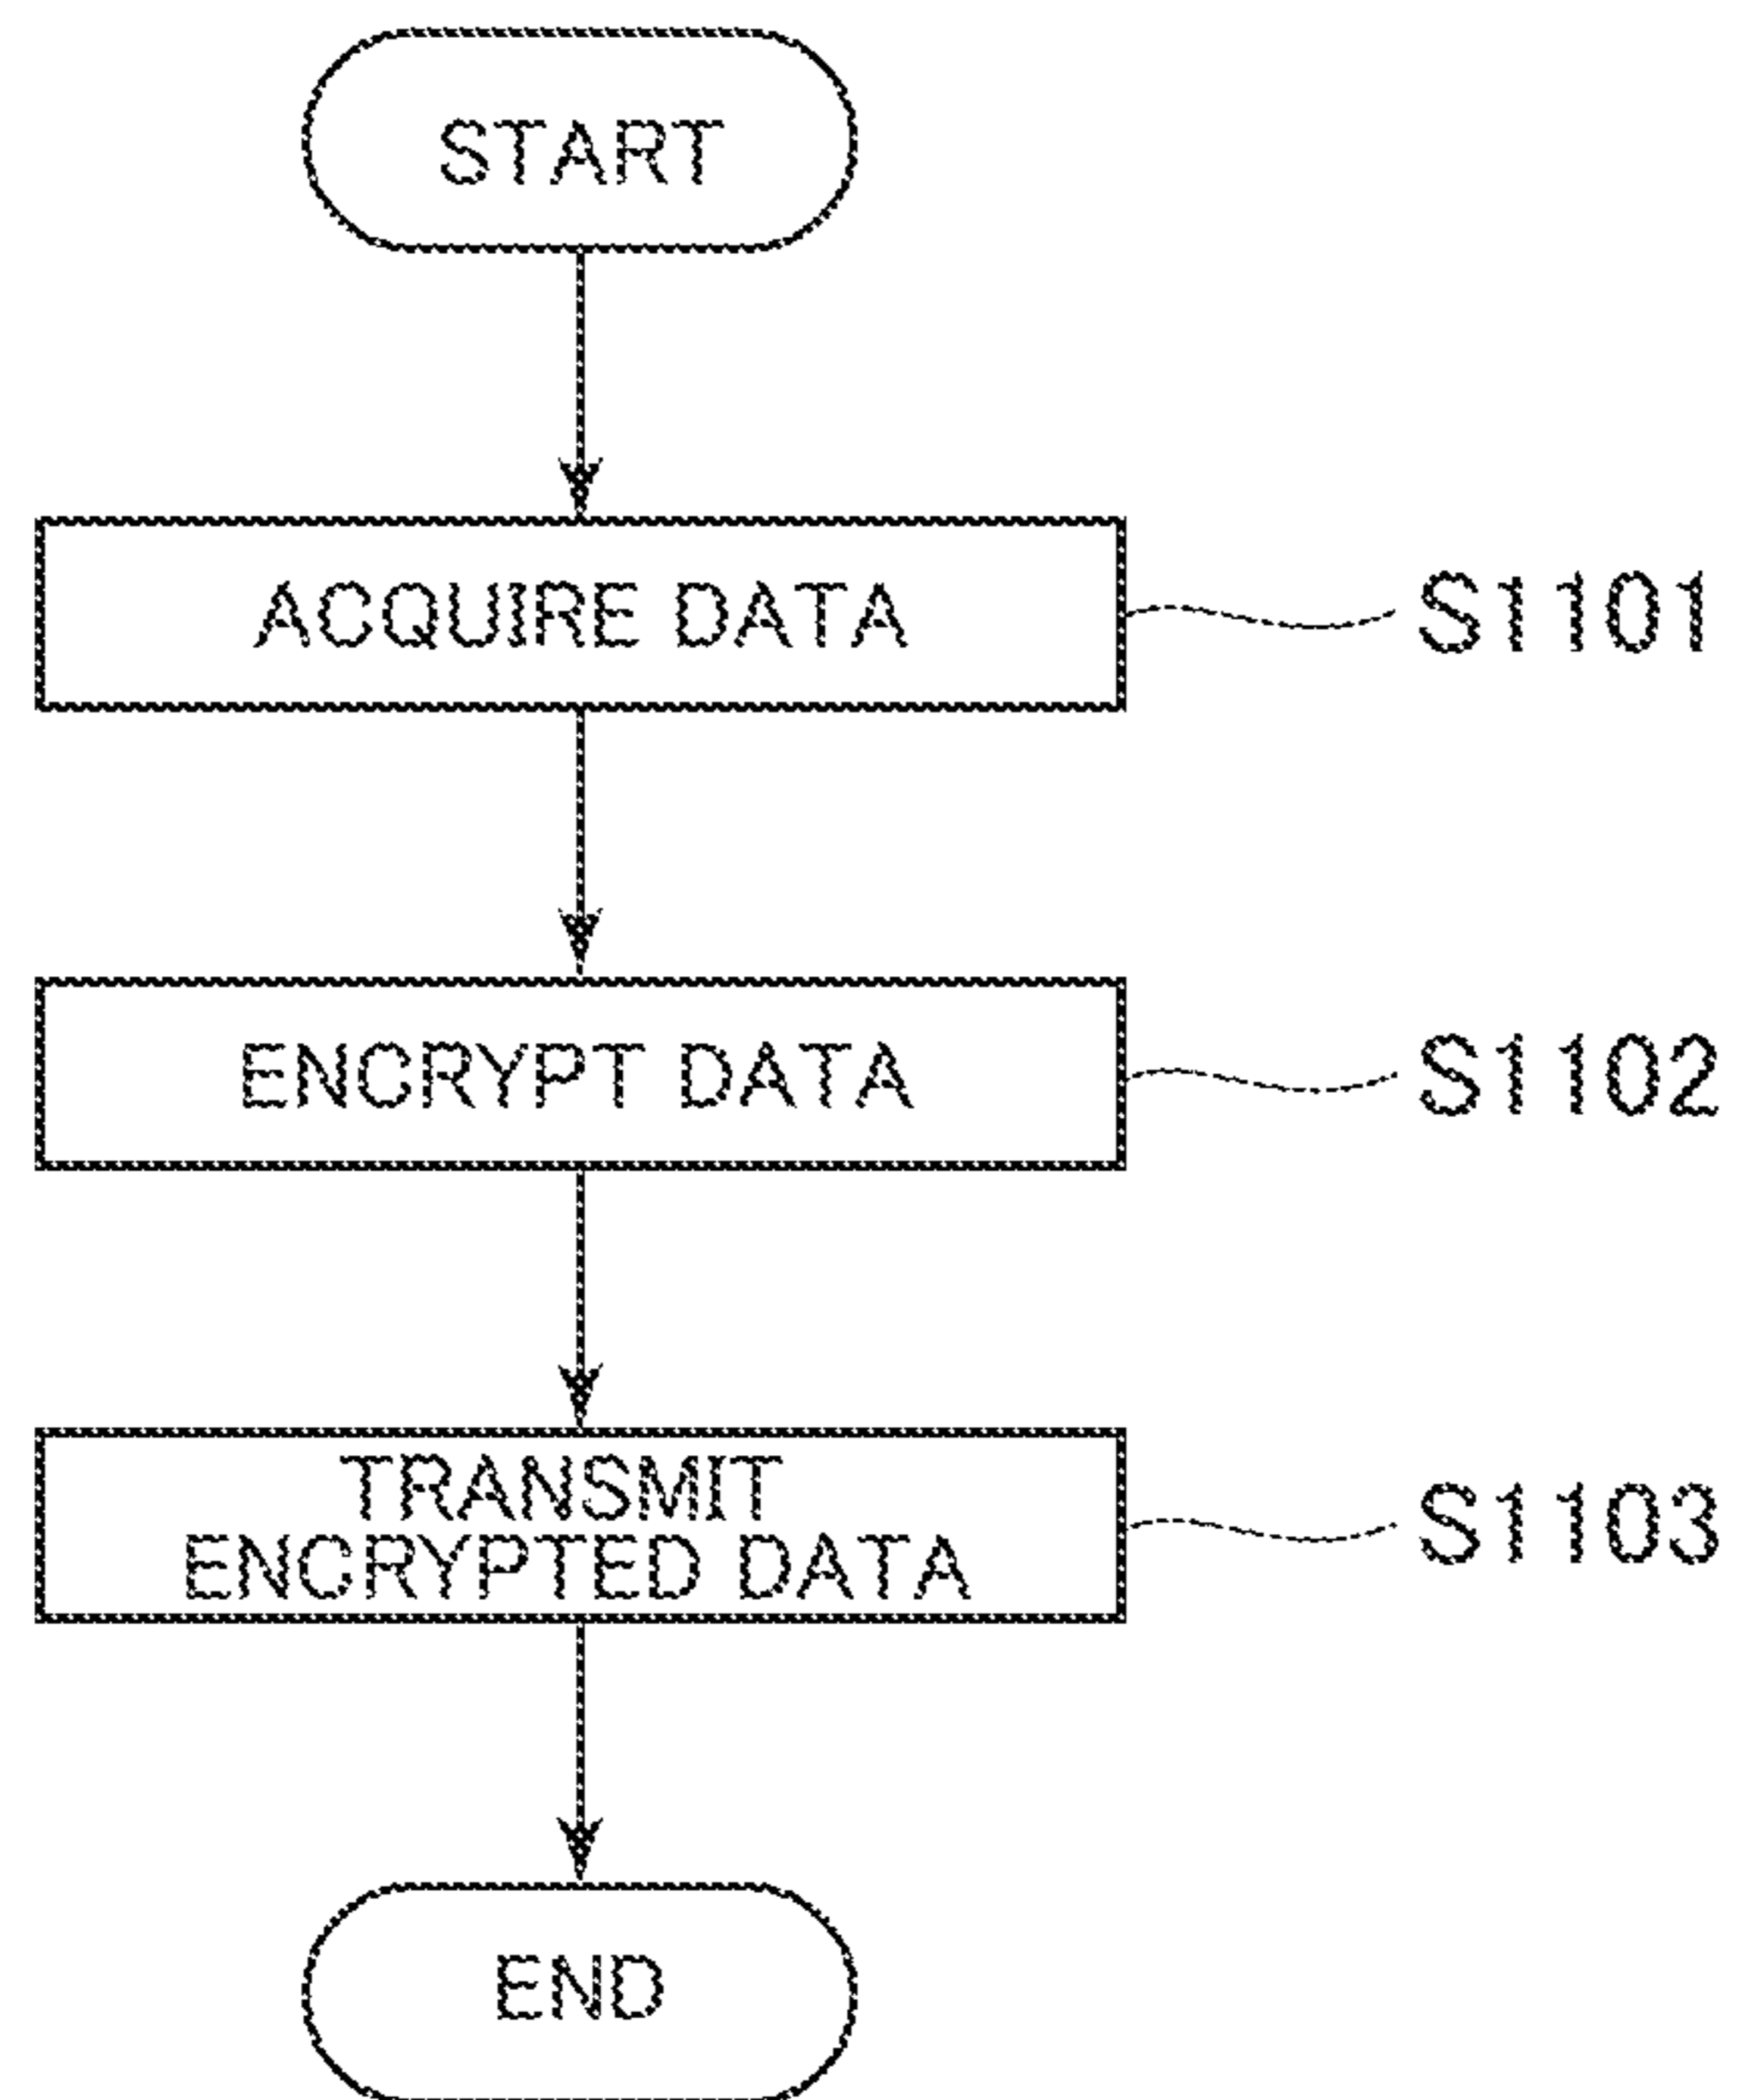 START
ACQUIRE DATA
S1101
ENCRYPT DATA
S1102
TRANSMIT
ENCRYPTED DATA
S1103
END